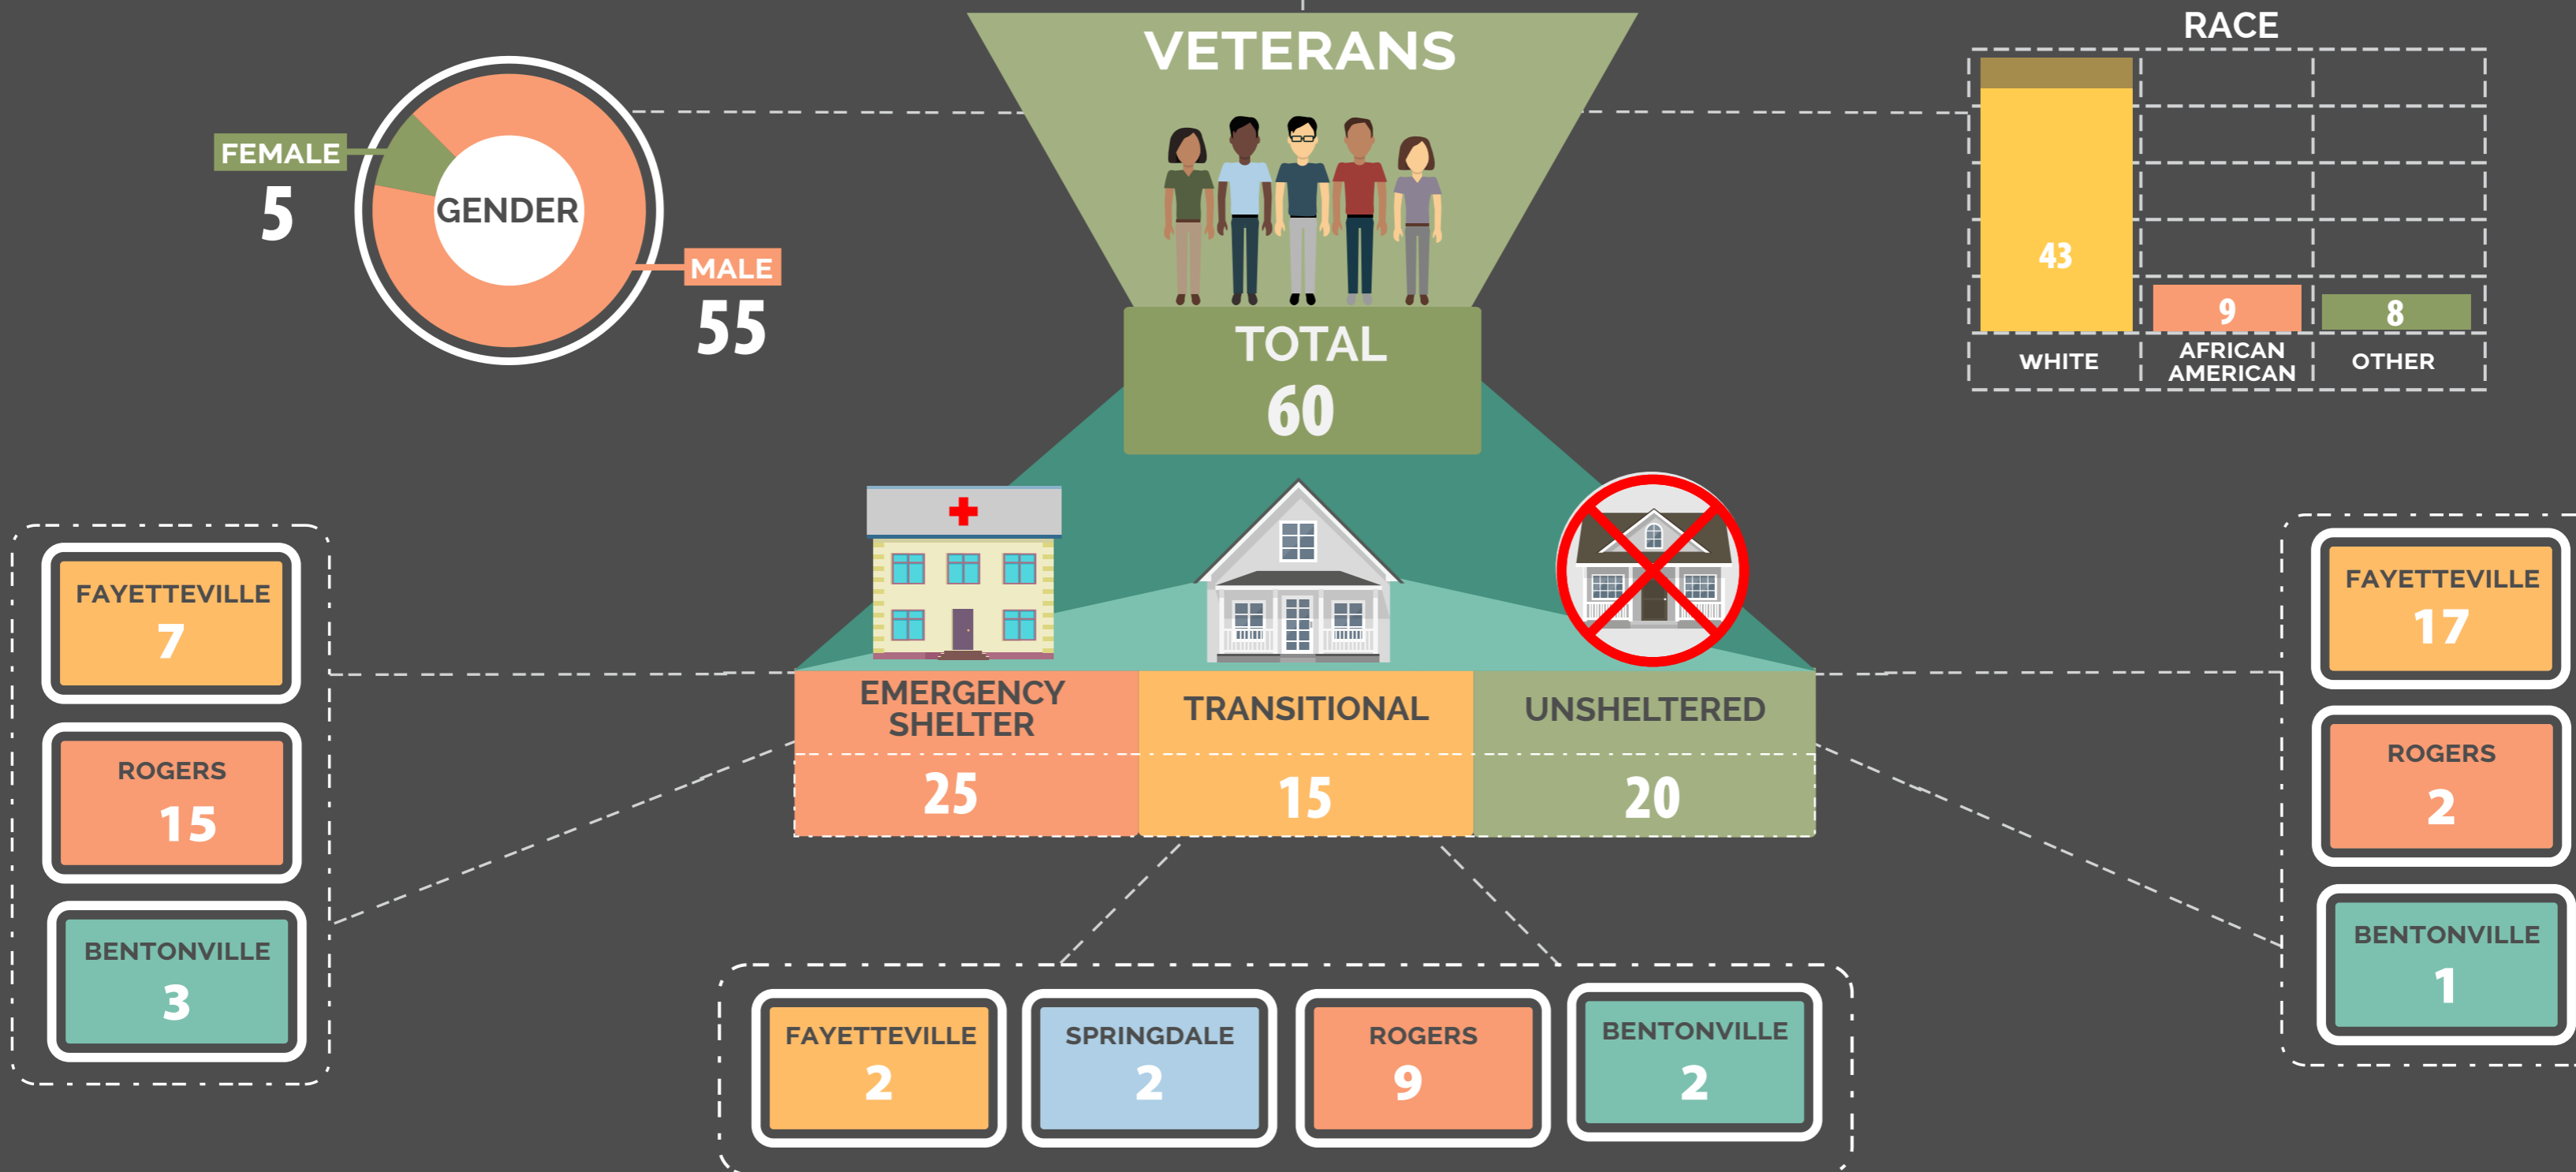 VETERANS
TOTAL
60
GENDER
FEMALE
5
MALE
55
RACE
43
9
8
WHITE
AFRICAN
AMERICAN
OTHER
EMERGENCY
SHELTER
25
TRANSITIONAL
15
UNSHELTERED
20
FAYETTEVILLE
7
ROGERS
15
BENTONVILLE
3
FAYETTEVILLE
2
SPRINGDALE
2
ROGERS
9
BENTONVILLE
2
FAYETTEVILLE
17
ROGERS
2
BENTONVILLE
1